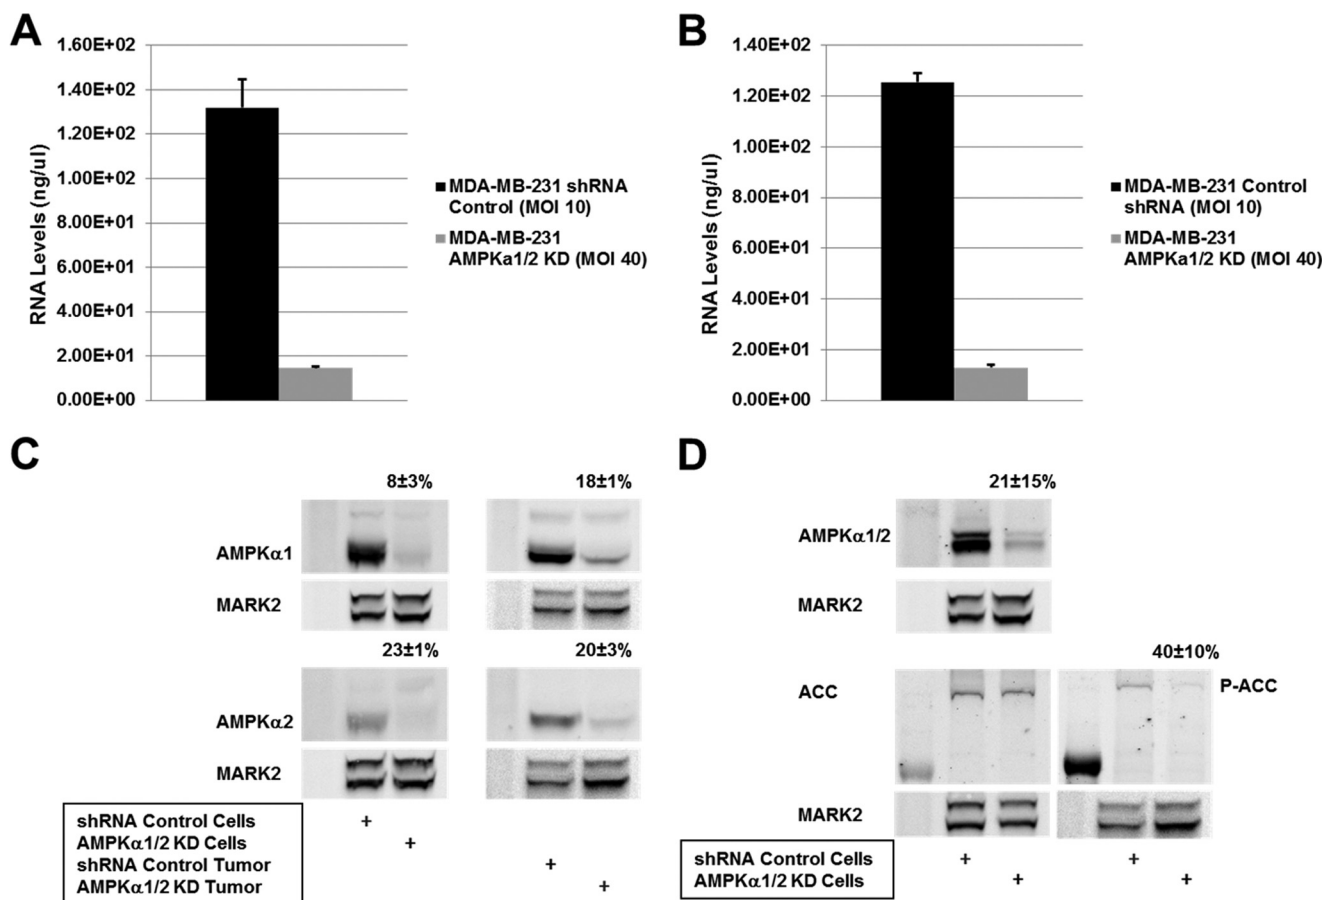 A
1.60E+02
1.40E+02
1.20E+02
1.00E+02
8.00E+01
6.00E+01
4.00E+01
2.00E+01
0.00E+00
RNA Levels (ng/ul)
MDA-MB-231 shRNA
Control (MOI 10)
MDA-MB-231
AMPKa1/2 KD (MOI 40)
B
1.40E+02
1.20E+02
1.00E+02
8.00E+01
6.00E+01
4.00E+01
2.00E+01
0.00E+00
RNA Levels (ng/ul)
MDA-MB-231 Control
shRNA (MOI 10)
MDA-MB-231
AMPKa1/2 KD (MOI 40)
C
8±3%
18±1%
AMPKα1
MARK2
23±1%
20±3%
AMPKα2
MARK2
shRNA Control Cells +
AMPKα1/2 KD Cells +
shRNA Control Tumor +
AMPKα1/2 KD Tumor +
D
21±15%
AMPKα1/2
MARK2
40±10%
ACC
P-ACC
MARK2
shRNA Control Cells + +
AMPKα1/2 KD Cells + +